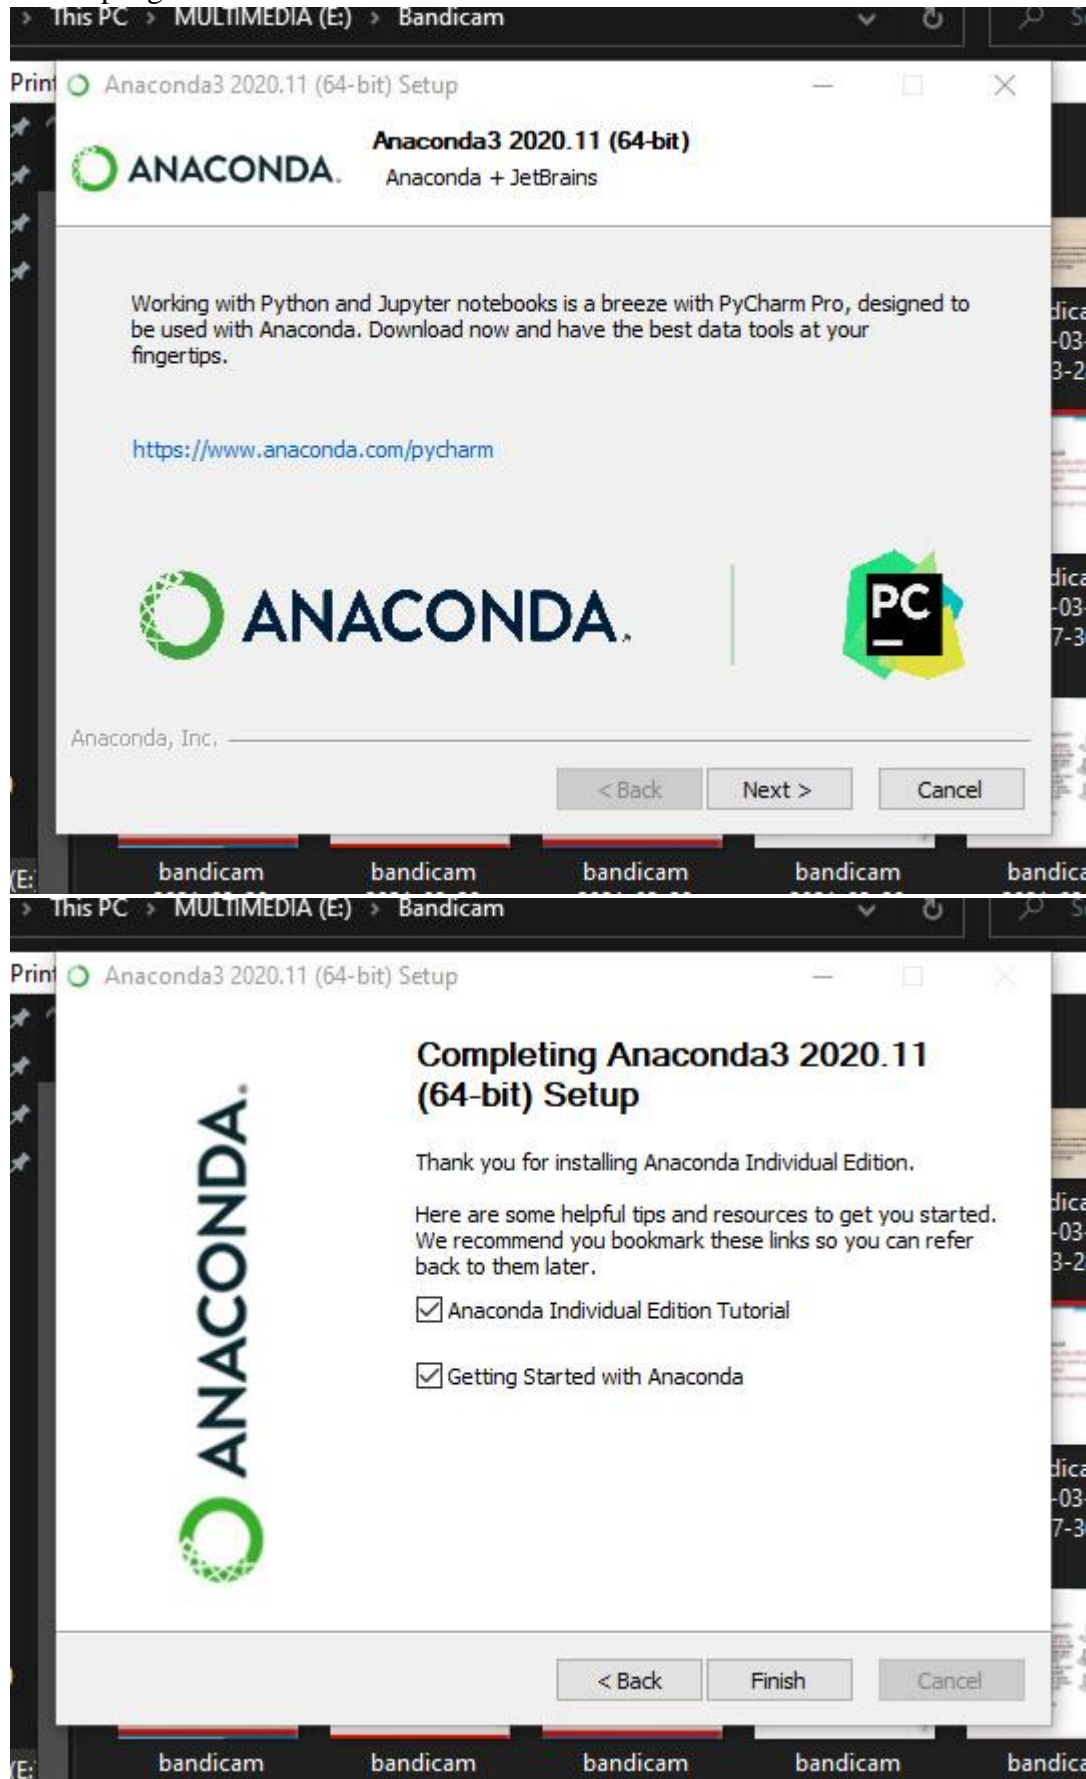 This PC > MULTIMEDIA (E:) > Bandicam
Print
Anaconda3 2020.11 (64-bit) Setup
ANACONDA.
Anaconda3 2020.11 (64-bit)
Anaconda + JetBrains
Working with Python and Jupyter notebooks is a breeze with PyCharm Pro, designed to
be used with Anaconda. Download now and have the best data tools at your
fingertips.
https://www.anaconda.com/pycharm
ANACONDA.
PC
Anaconda, Inc.
< Back Next > Cancel
(E:
bandicam bandicam bandicam bandicam bandica
This PC > MULTIMEDIA (E:) > Bandicam
Print
Anaconda3 2020.11 (64-bit) Setup
ANACONDA.
Completing Anaconda3 2020.11
(64-bit) Setup
Thank you for installing Anaconda Individual Edition.
Here are some helpful tips and resources to get you started.
We recommend you bookmark these links so you can refer
back to them later.
Anaconda Individual Edition Tutorial
Getting Started with Anaconda
< Back Finish Cancel
(E:
bandicam bandicam bandicam bandicam bandica